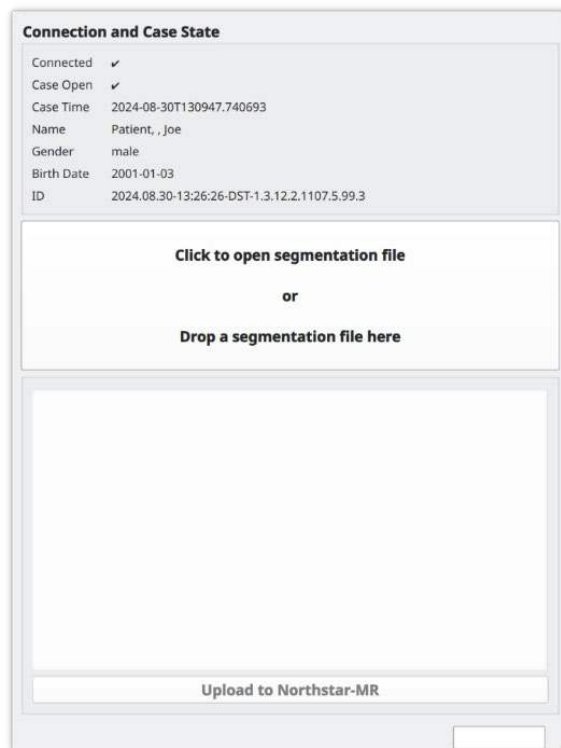 Connection and Case State
Connected ✔
Case Open ✔
Case Time 2024-08-30T130947.740693
Name Patient, , Joe
Gender male
Birth Date 2001-01-03
ID 2024.08.30-13:26:26-DST-1.3.12.2.1107.5.99.3
Click to open segmentation file
or
Drop a segmentation file here
Upload to Northstar-MR